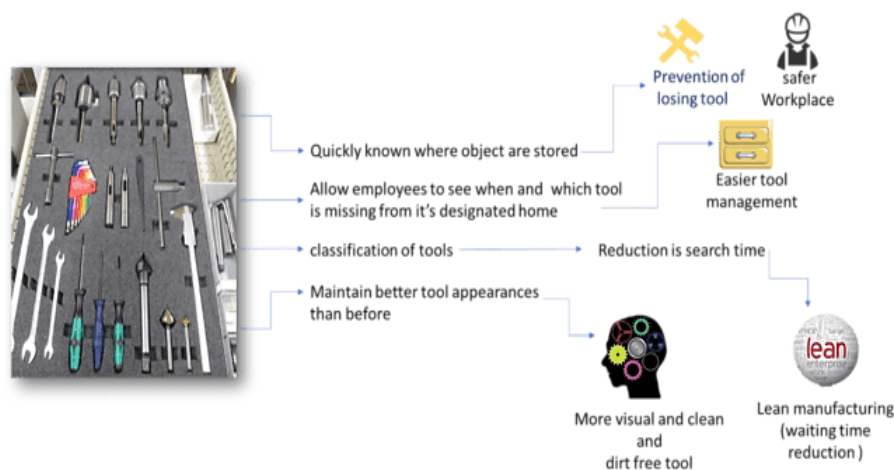 Prevention of
losing tool
safer
Workplace
Quickly known where object are stored
Allow employees to see when and which tool
is missing from it's designated home
Easier tool
management
classification of tools
Reduction is search time
Maintain better tool appearances
than before
lean
enterprise
More visual and clean
and
dirt free tool
Lean manufacturing
(waiting time
reduction )